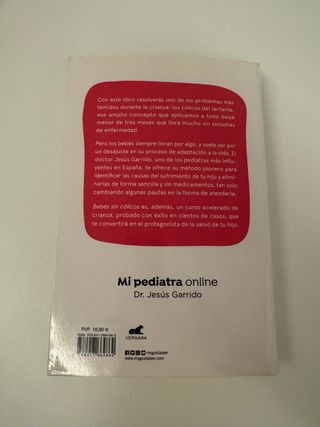 Con este libro resolverás uno de los problemas más
temidos durante la crianza: los cólicos del lactante,
ese amplio concepto que aplicamos a todo bebé
menor de tres meses que llora mucho sin síntomas
de enfermedad.
Pero los bebés siempre lloran por algo, y suele ser por
un desajuste en su proceso de adaptación a la vida. El
doctor Jesús Garrido, uno de los pediatras más influ-
yentes en España, te ofrece su método pionero para
identificar las causas del sufrimiento de tu hijo y elimi-
narlas de forma sencilla y sin medicamentos, tan solo
cambiando algunas pautas en la forma de atenderle.
Bebés sin cólicos es, además, un curso acelerado de
crianza, probado con éxito en cientos de casos, que
te convertirá en el protagonista de la salud de tu hijo.
Mi pediatra online
Dr. Jesús Garrido
PVP 16,90 €
VERGARA
megustaleer
www.megustaleer.com